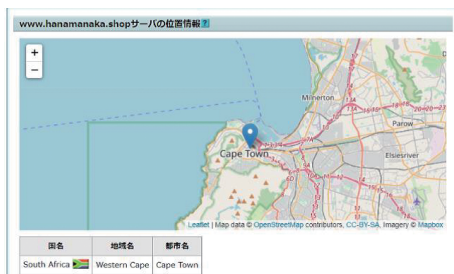 www.hanamanaka.shopサーバの位置情報?
+
−
Milnerton
Parow
Cape Town
Elsiesriver
Leaflet | Map data © OpenStreetMap contributors, CC-BY-SA, Imagery © Mapbox
国名 地域名 都市名
South Africa Western Cape Cape Town